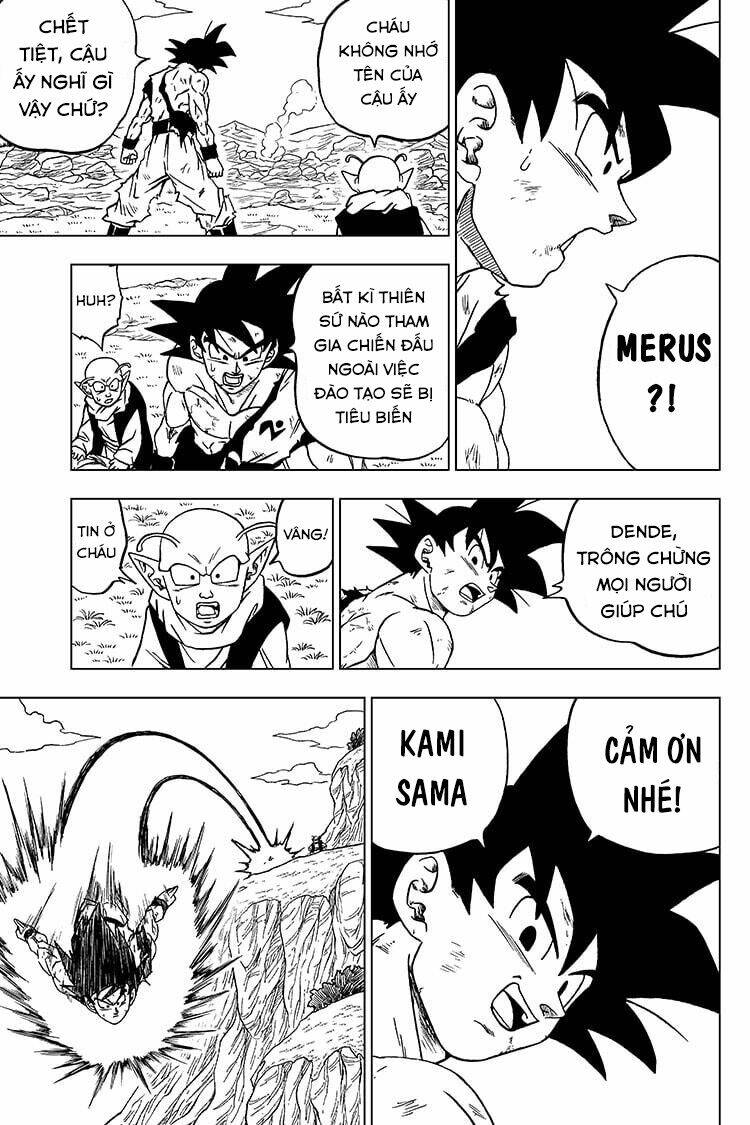 MERUS
?!
CHÁU
KHÔNG NHỚ
TÊN CỦA
CẬU ẤY
CHẾT
TIỆT, CẬU
ẤY NGHĨ GÌ
VẬY CHỨ?
BẤT KÌ THIÊN
SỨ NÀO THAM
GIA CHIẾN ĐẤU
NGOÀI VIỆC
ĐÀO TẠO SẼ BỊ
TIÊU BIẾN
HUH?
DENDE,
TRÔNG CHỪNG
MỌI NGƯỜI
GIÚP CHÚ
VÂNG!
TIN Ở
CHÁU
CẢM ƠN
NHÉ!
KAMI
SAMA